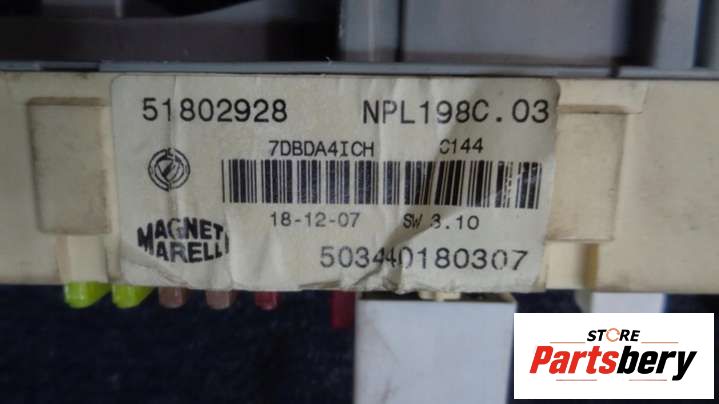 51802928 NPL198C.03
7DBDA4ICH C144
18-12-07 SW 3.10
MAGNETI
MARELLI
503440180307
STORE
Partsbery